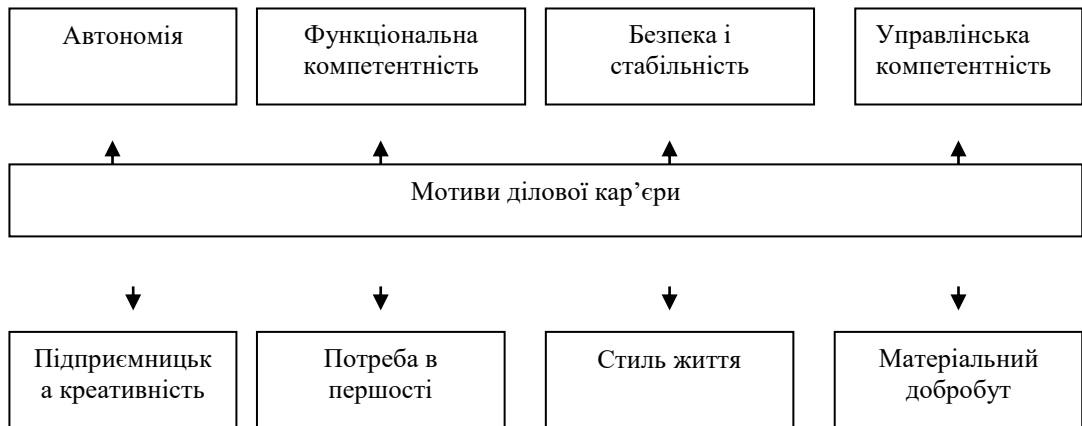 Автономія
Функціональна
компетентність
Безпека і
стабільність
Управлінська
компетентність
Мотиви ділової кар’єри
Підприємницьк
а креативність
Потреба в
першості
Стиль життя
Матеріальний
добробут